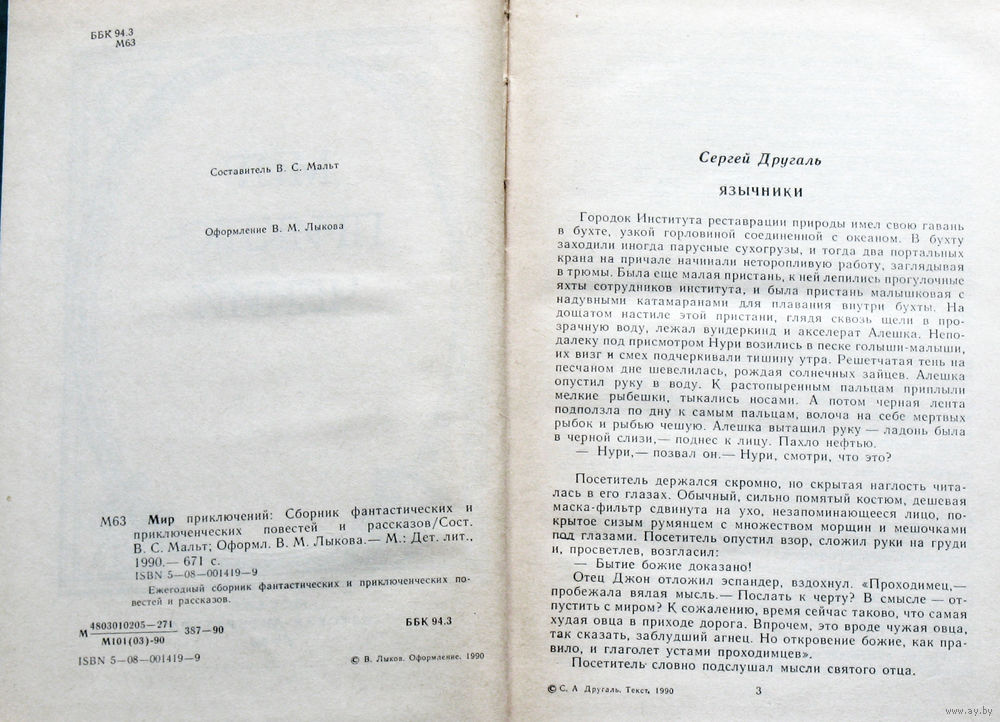 ББК 94.3
М63
Составитель В. С. Мальт
Оформление В. М. Лыкова
М63 Мир приключений: Сборник фантастических и
приключенческих повестей и рассказов/Сост.
В. С. Мальт; Оформл. В. М. Лыкова.— М.: Дет. лит.,
1990.— 671 с.
ISBN 5—08—001419—9
Ежегодный сборник фантастических и приключенческих по-
вестей и рассказов.
М 4803010205—271
М101(03)-90 387—90
ББК 94.3
ISBN 5—08—001419—9
© В. Лыков. Оформление. 1990
Сергей Другаль
ЯЗЫЧНИКИ
Городок Института реставрации природы имел свою гавань
в бухте, узкой горловиной соединенной с океаном. В бухту
заходили иногда парусные сухогрузы, и тогда два портальных
крана на причале начинали неторопливую работу, заглядывая
в трюмы. Была еще малая пристань, к ней лепились прогулочные
яхты сотрудников института, и была пристань малышковая с
надувными катамаранами для плавания внутри бухты. На
дощатом настиле этой пристани, глядя сквозь щели в про-
зрачную воду, лежал вундеркинд и акселерат Алешка. Непо-
далеку под присмотром Нури возились в песке голыши-малыши,
их визг и смех подчеркивали тишину утра. Решетчатая тень на
песчаном дне шевелилась, рождая солнечных зайцев. Алешка
опустил руку в воду. К растопыренным пальцам приплыли
мелкие рыбешки, тыкались носами. А потом черная лента
подползла по дну к самым пальцам, волоча на себе мертвых
рыбок и рыбью чешую. Алешка вытащил руку — ладонь была
в черной слизи,— поднес к лицу. Пахло нефтью.
— Нури,— позвал он.— Нури, смотри, что это?
Посетитель держался скромно, но скрытая наглость чита-
лась в его глазах. Обычный, сильно помятый костюм, дешевая
маска-фильтр сдвинута на ухо, незапоминающееся лицо, по-
крытое сизым румянцем с множеством морщин и мешочками
под глазами. Посетитель опустил взор, сложил руки на груди
и, просветлев, возгласил:
— Бытие божие доказано!
Отец Джон отложил эспандер, вздохнул. «Проходимец,—
пробежала вялая мысль.— Послать к черту? В смысле — от-
пустить с миром? К сожалению, время сейчас таково, что самая
худая овца в приходе дорога. Впрочем, это вроде чужая овца,
так сказать, заблудший агнец. Но откровение божие, как пра-
вило, и глаголет устами проходимцев».
Посетитель словно подслушал мысли святого отца.
© С. А Другаль. Текст, 1990
3
www.ay.by